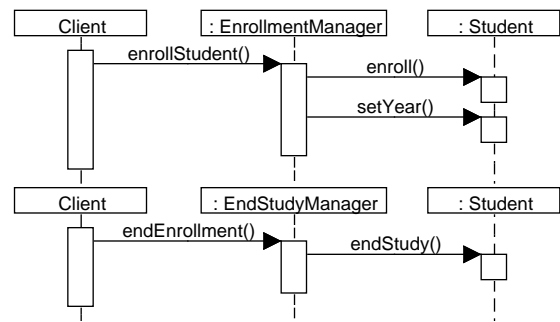 Client
: EnrollmentManager
: Student
enrollStudent()
enroll()
setYear()
Client
: EndStudyManager
: Student
endEnrollment()
endStudy()